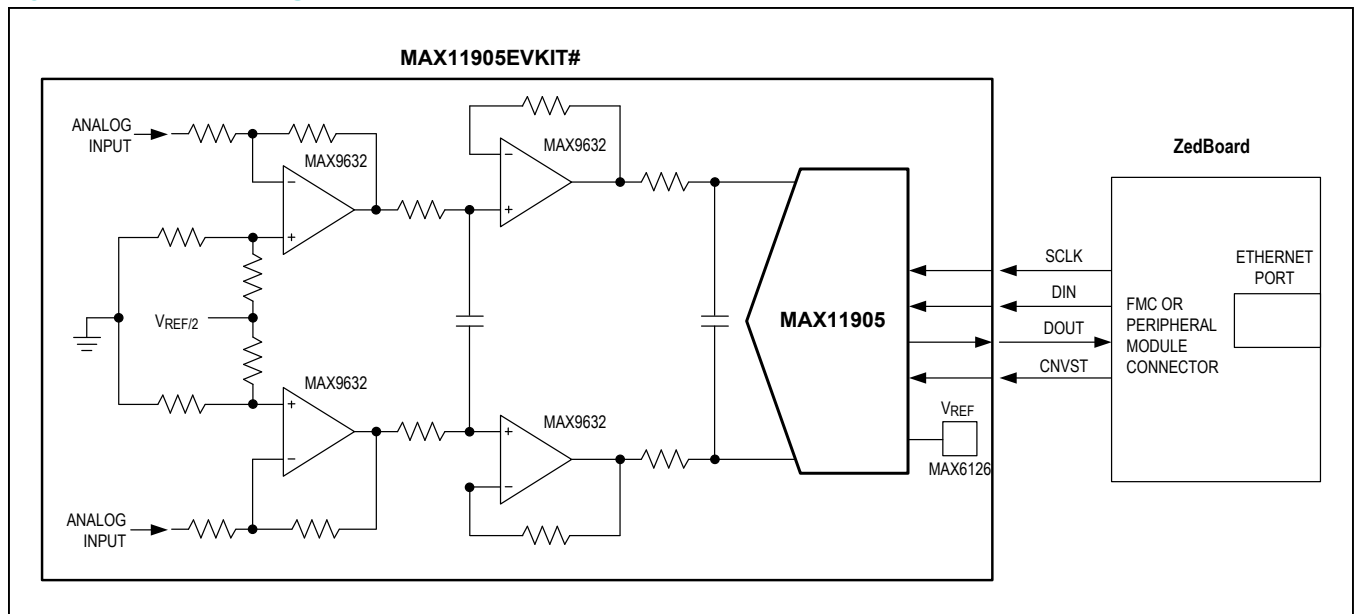 MAX11905EVKIT#
ANALOG
INPUT
MAX9632
MAX9632
VREF/2
MAX9632
MAX9632
ANALOG
INPUT
MAX11905
VREF
MAX6126
SCLK
DIN
DOUT
CNVST
ZedBoard
ETHERNET
PORT
FMC OR
PERIPHERAL
MODULE
CONNECTOR